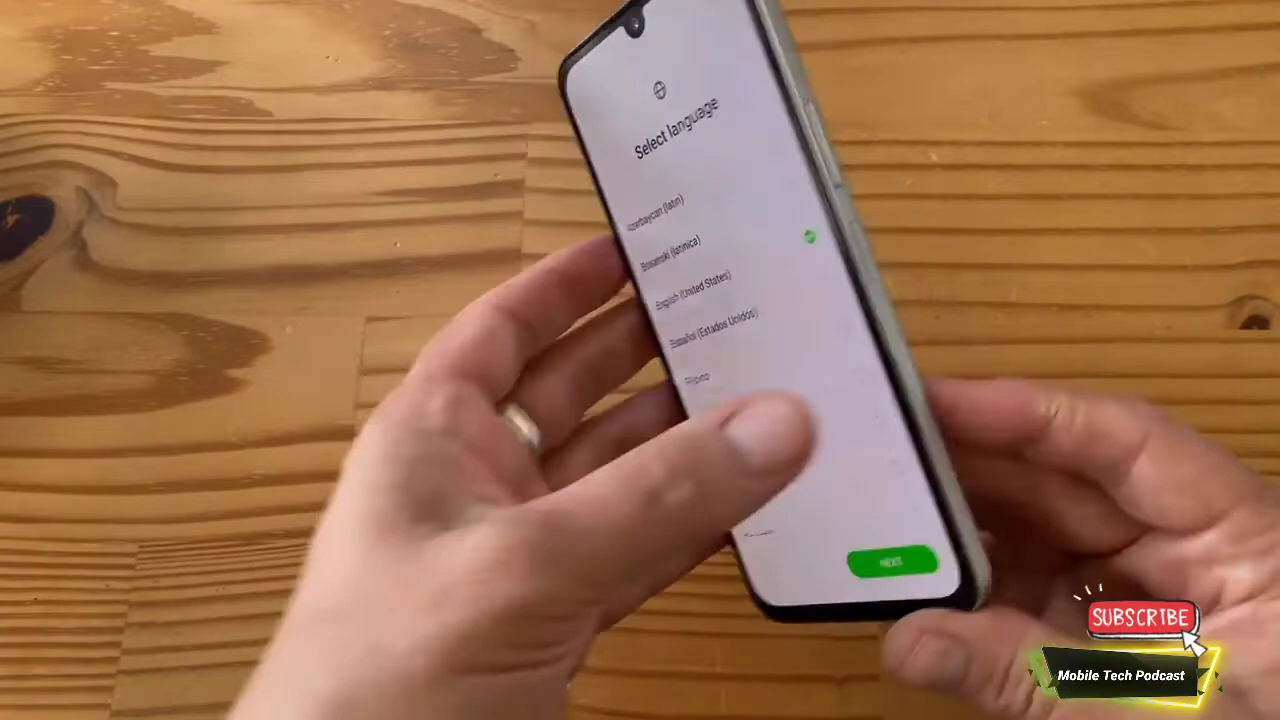 Select language
Azərbaycan (latın)
Bosanski (latinica)
English (United States)
Español (Estados Unidos)
Filipino
NEXT
SUBSCRIBE
Mobile Tech Podcast